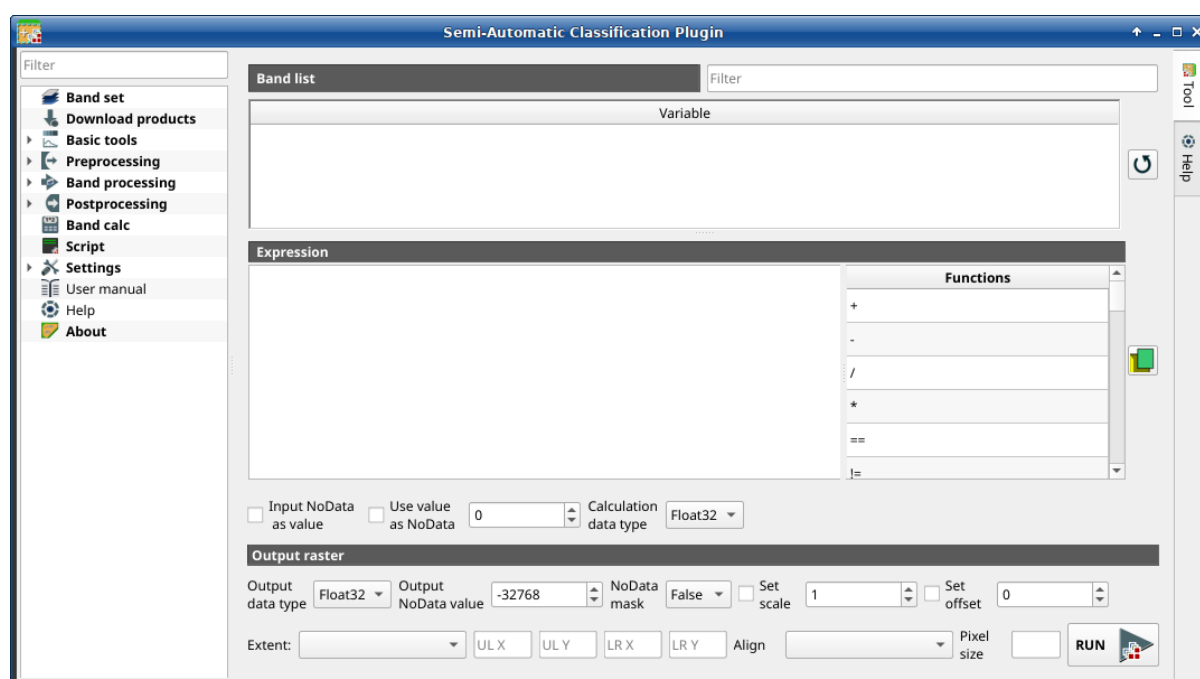 Semi-Automatic Classification Plugin
Filter
Band set
Download products
Basic tools
Preprocessing
Band processing
Postprocessing
Band calc
Script
Settings
User manual
Help
About
Band list
Filter
Variable
Expression
Functions
+
-
/
*
==
!=
Input NoData
as value
Use value
as NoData
0
Calculation
data type
Float32
Output raster
Output
data type
Float32
Output
NoData value
-32768
NoData
mask
False
Set
scale
1
Set
offset
0
Extent:
UL X
UL Y
LR X
LR Y
Align
Pixel
size
RUN
Tool
Help